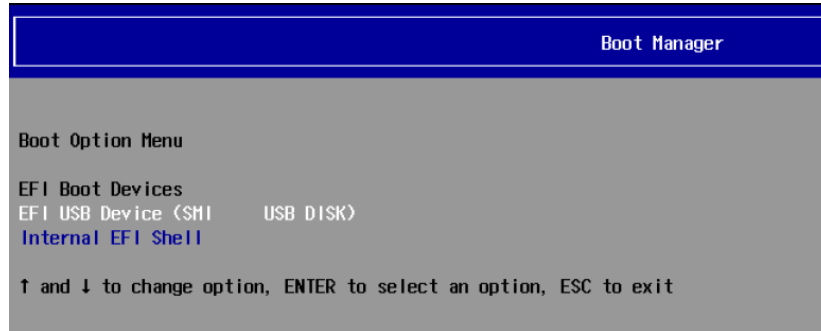 Boot Manager
Boot Option Menu
EFI Boot Devices
EFI USB Device (SMI USB DISK)
Internal EFI Shell
↑ and ↓ to change option, ENTER to select an option, ESC to exit